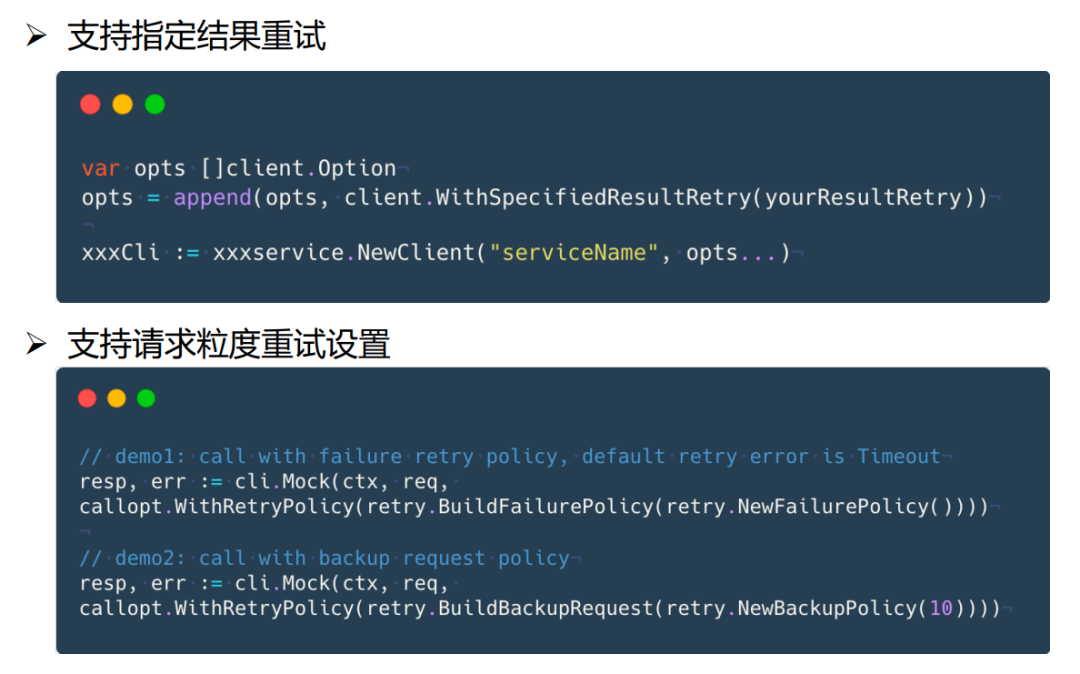 ➢ 支持指定结果重试
var opts []client.Option
opts = append(opts, client.WithSpecifiedResultRetry(yourResultRetry))
xxxCli := xxxservice.NewClient("serviceName", opts...)
➢ 支持请求粒度重试设置
// demo1: call with failure retry policy, default retry error is Timeout
resp, err := cli.Mock(ctx, req,
callopt.WithRetryPolicy(retry.BuildFailurePolicy(retry.NewFailurePolicy())))
// demo2: call with backup request policy
resp, err := cli.Mock(ctx, req,
callopt.WithRetryPolicy(retry.BuildBackupRequest(retry.NewBackupPolicy(10))))